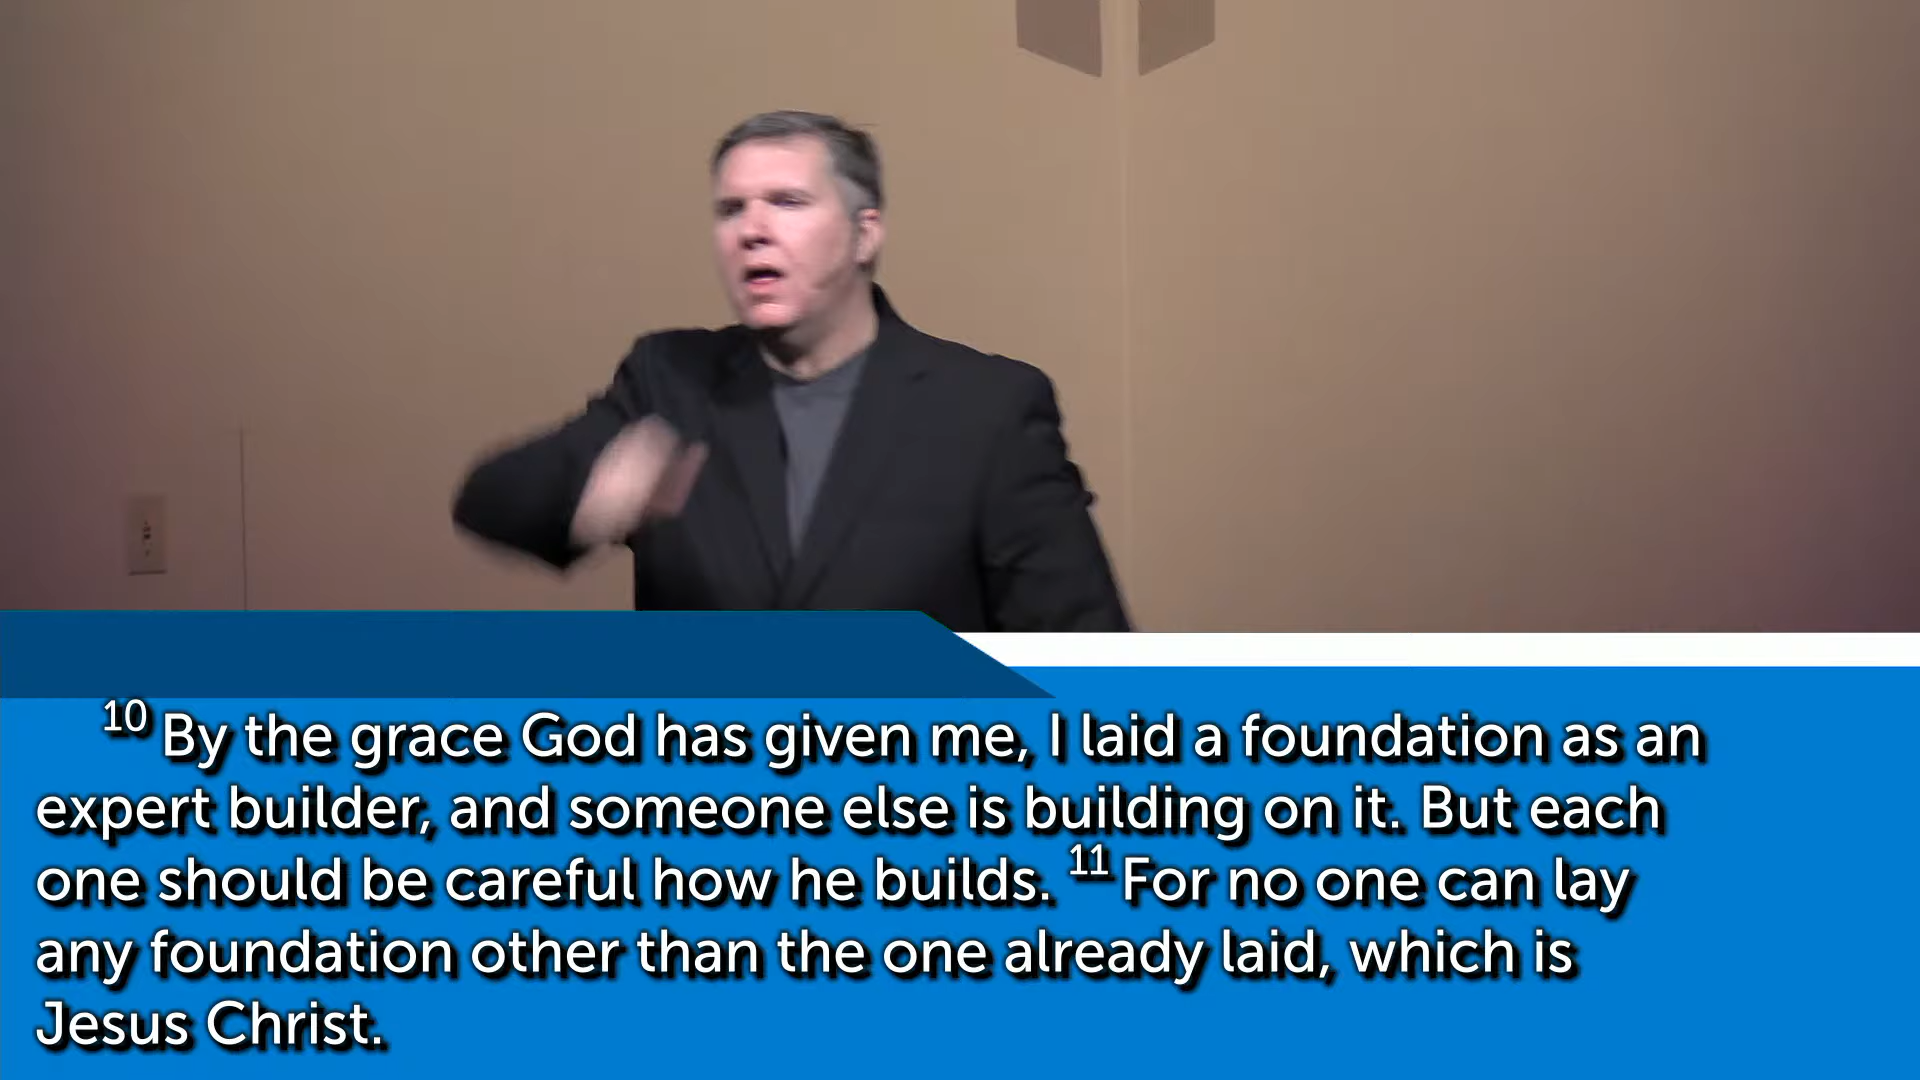 10 By the grace God has given me, I laid a foundation as an
expert builder, and someone else is building on it. But each
one should be careful how he builds. 11 For no one can lay
any foundation other than the one already laid, which is
Jesus Christ.